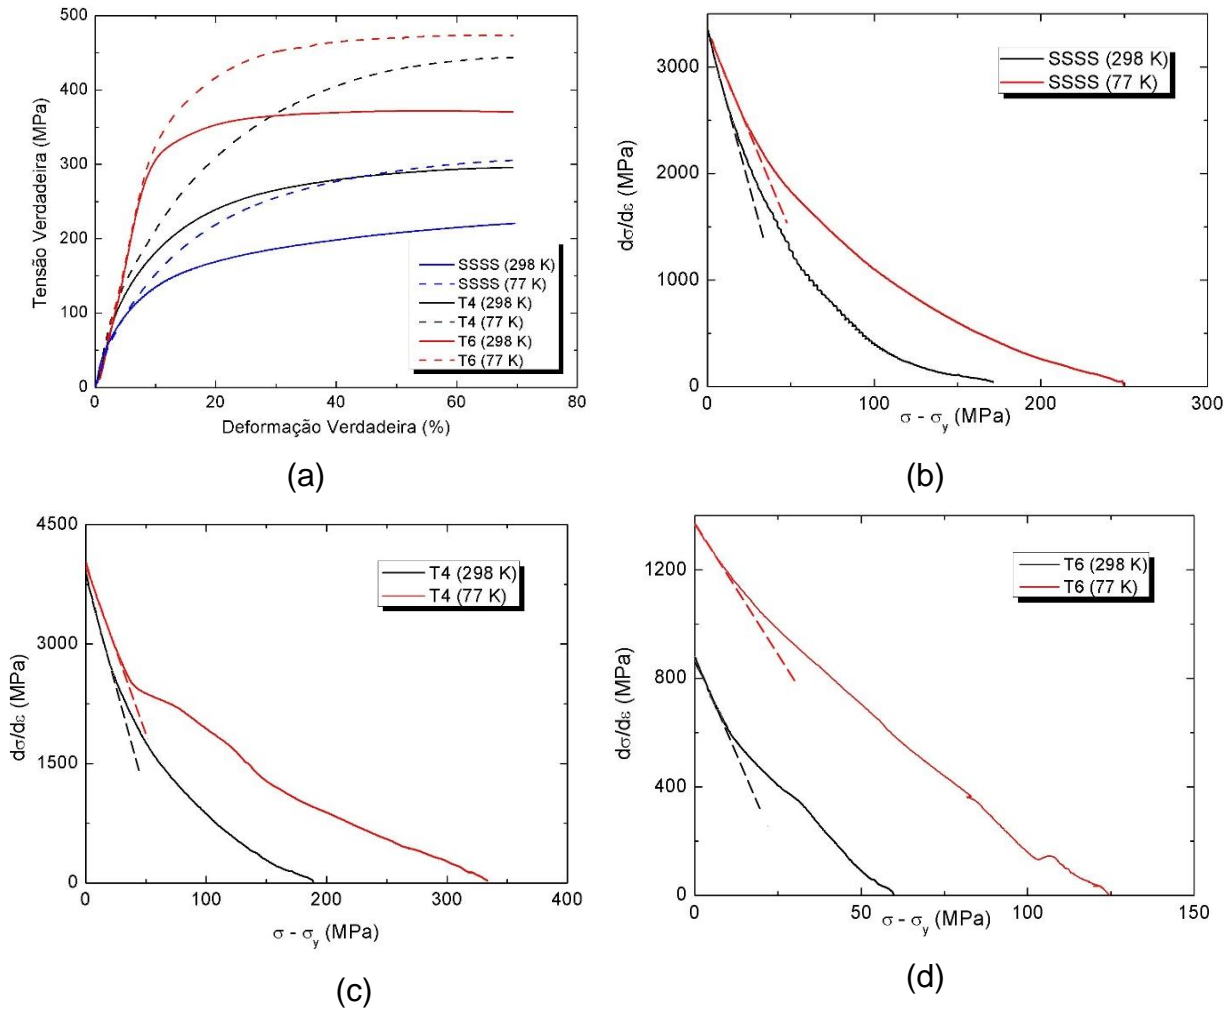 500
400
300
200
100
0
0 20 40 60 80
Tensão Verdadeira (MPa)
Deformação Verdadeira (%)
SSSS (298 K)
SSSS (77 K)
T4 (298 K)
T4 (77 K)
T6 (298 K)
T6 (77 K)
(a)
3000
2000
1000
0
0 100 200 300
dσ/dε (MPa)
σ - σy (MPa)
SSSS (298 K)
SSSS (77 K)
(b)
4500
3000
1500
0
0 100 200 300 400
dσ/dε (MPa)
σ - σy (MPa)
T4 (298 K)
T4 (77 K)
(c)
1200
800
400
0
0 50 100 150
dσ/dε (MPa)
σ - σy (MPa)
T6 (298 K)
T6 (77 K)
(d)